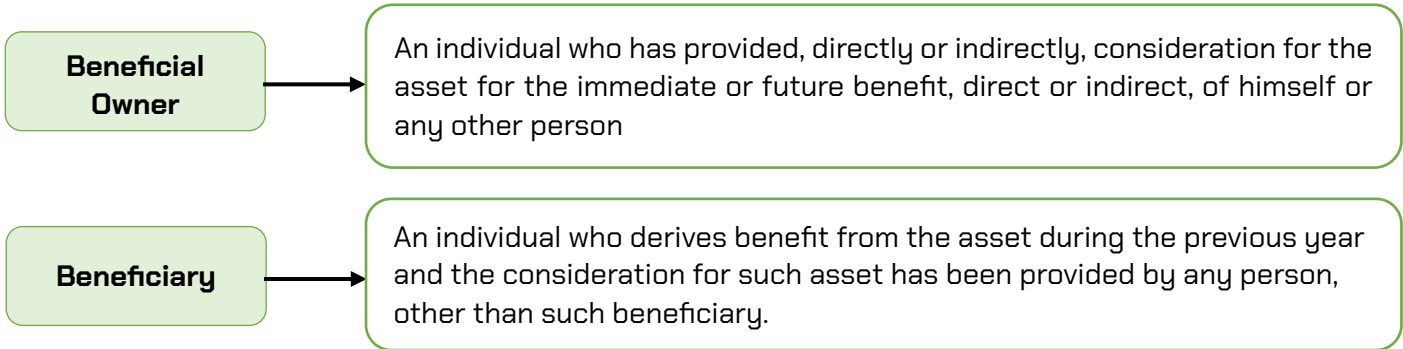 Beneficial
Owner
An individual who has provided, directly or indirectly, consideration for the
asset for the immediate or future benefit, direct or indirect, of himself or
any other person
Beneficiary
An individual who derives benefit from the asset during the previous year
and the consideration for such asset has been provided by any person,
other than such beneficiary.